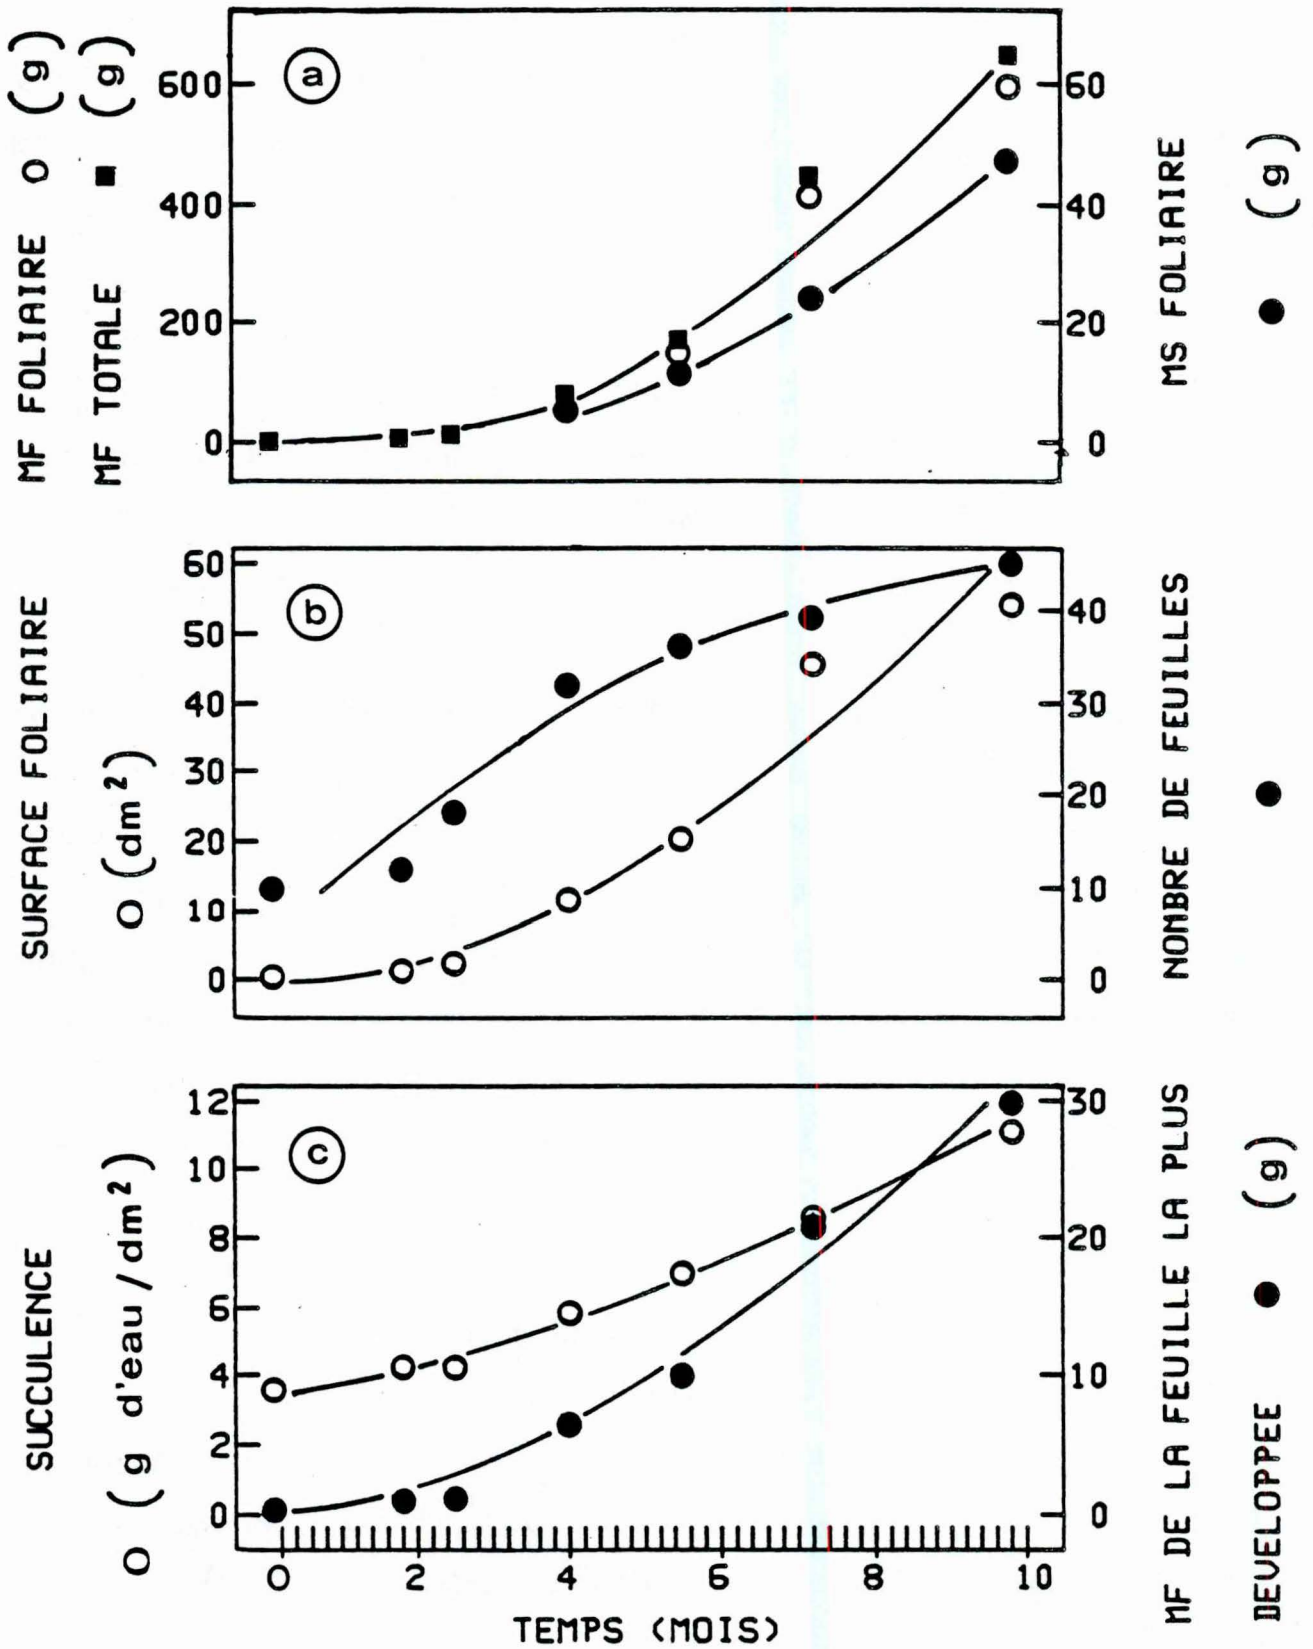 MF FOLIAIRE O (g)
MF TOTALE ■ (g)
600
400
200
0
a
60
40
20
0
MS FOLIAIRE
● (g)
SURFACE FOLIAIRE
O (dm²)
60
50
40
30
20
10
0
b
40
30
20
10
0
NOMBRE DE FEUILLES
●
SUCCULENCE
O (g d'eau/dm²)
12
10
8
6
4
2
0
c
30
20
10
0
MF DE LA FEUILLE LA PLUS
DEVELOPPEE ● (g)
0 2 4 6 8 10
TEMPS (MOIS)